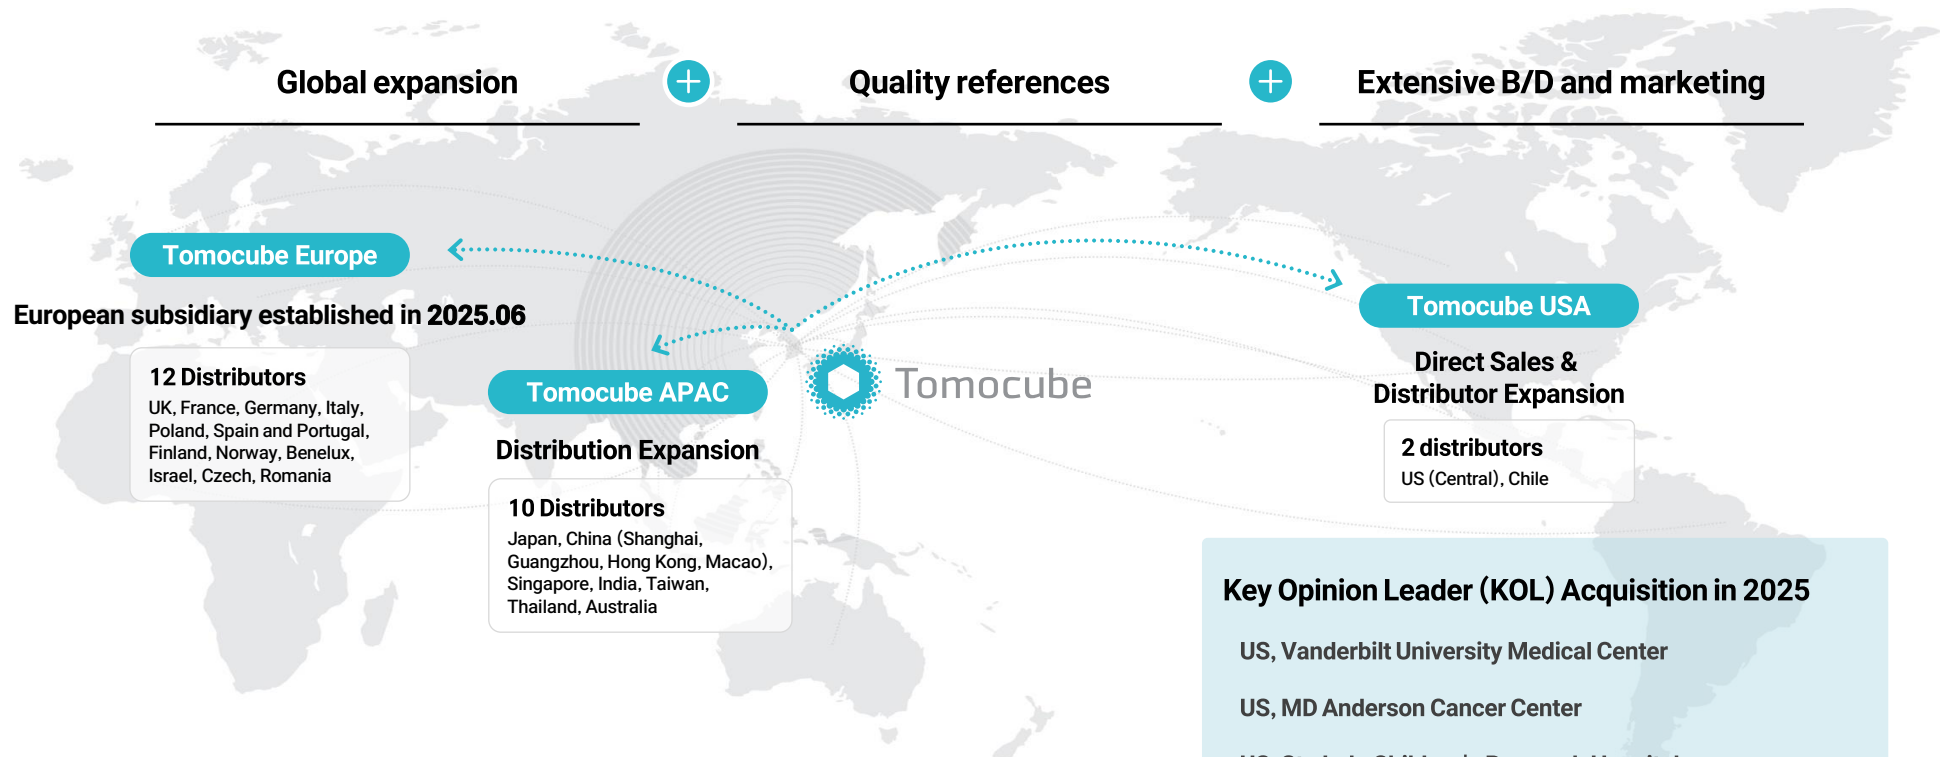 Global expansion
Quality references
Extensive B/D and marketing
Tomocube Europe
European subsidiary established in 2025.06
12 Distributors
UK, France, Germany, Italy,
Poland, Spain and Portugal,
Finland, Norway, Benelux,
Israel, Czech, Romania
Tomocube APAC
Distribution Expansion
10 Distributors
Japan, China (Shanghai,
Guangzhou, Hong Kong, Macao),
Singapore, India, Taiwan,
Thailand, Australia
Tomocube
Tomocube USA
Direct Sales &
Distributor Expansion
2 distributors
US (Central), Chile
Key Opinion Leader (KOL) Acquisition in 2025
US, Vanderbilt University Medical Center
US, MD Anderson Cancer Center